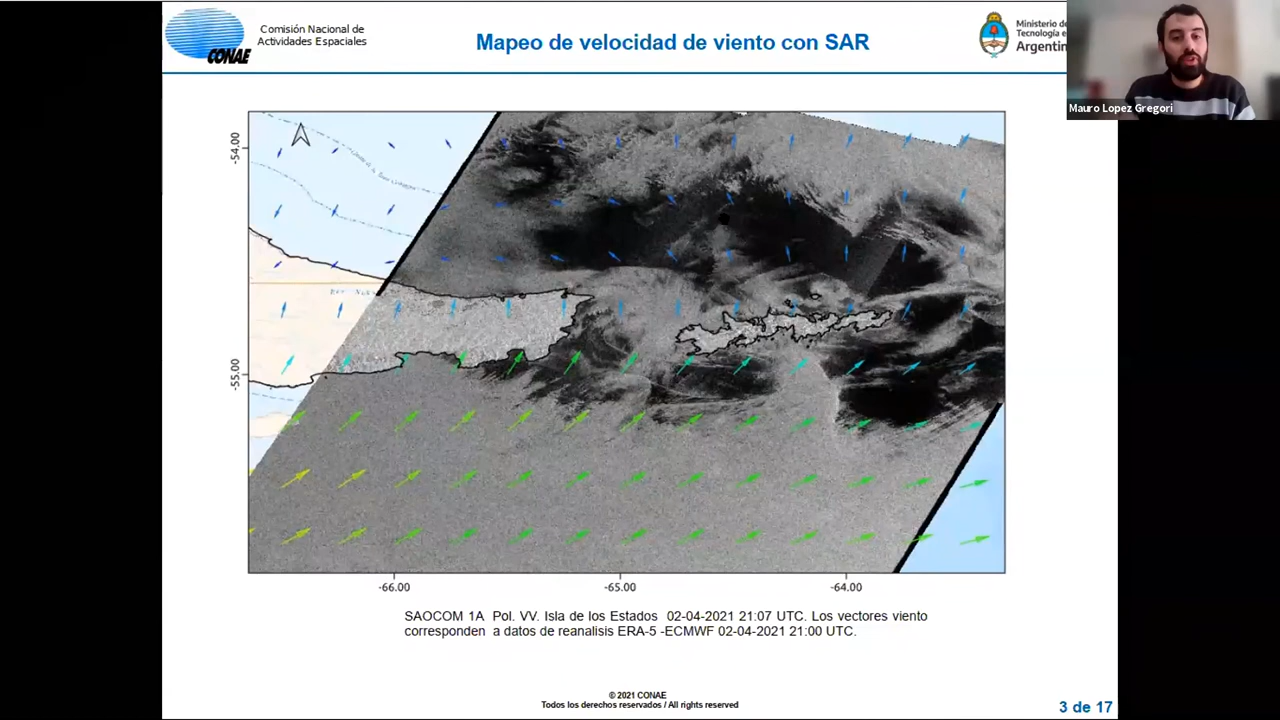 Comisión Nacional de
Actividades Espaciales
CONAE
Mapeo de velocidad de viento con SAR
Ministerio de
Tecnología e
Argentin
Mauro Lopez Gregori
-54.00
-55.00
-66.00
-65.00
-64.00
SAOCOM 1A Pol. VV. Isla de los Estados 02-04-2021 21:07 UTC. Los vectores viento
corresponden a datos de reanalisis ERA-5 -ECMWF 02-04-2021 21:00 UTC.
© 2021 CONAE
Todos los derechos reservados / All rights reserved
3 de 17